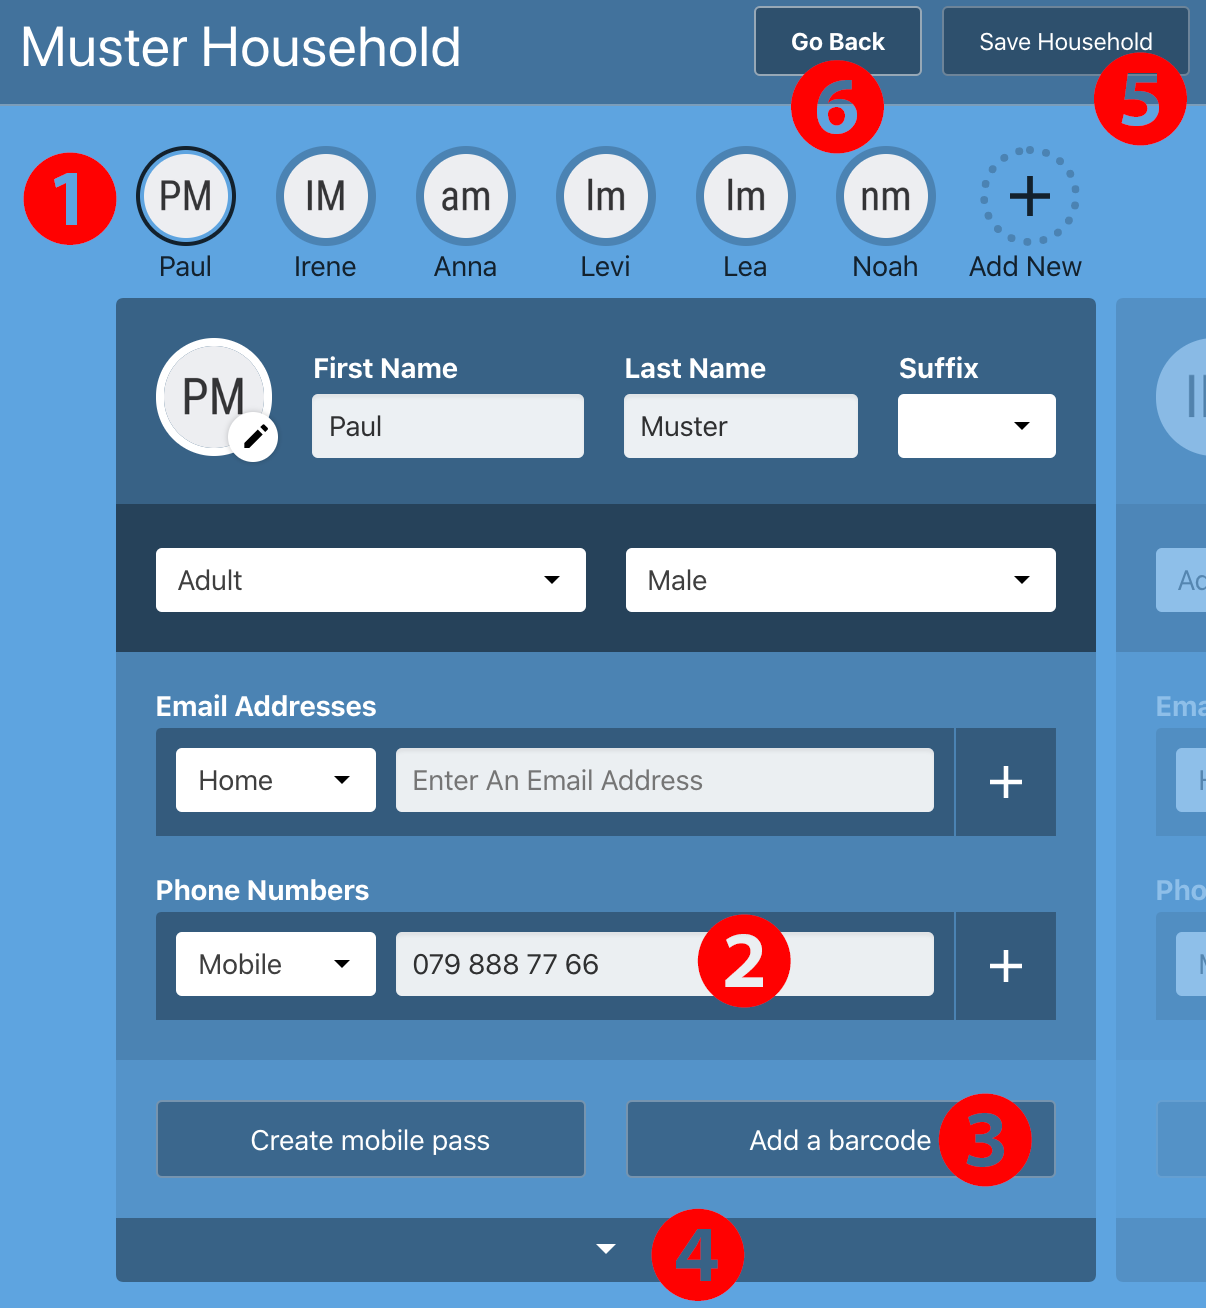 Muster Household
Go Back
Save Household
6
5
1
PM
IM
am
lm
lm
nm
+
Paul
Irene
Anna
Levi
Lea
Noah
Add New
PM
First Name
Last Name
Suffix
Paul
Muster
Adult
Male
Ad
Email Addresses
Ema
Home
Enter An Email Address
+
Phone Numbers
Pho
Mobile
079 888 77 66
2
+
Create mobile pass
Add a barcode
3
4